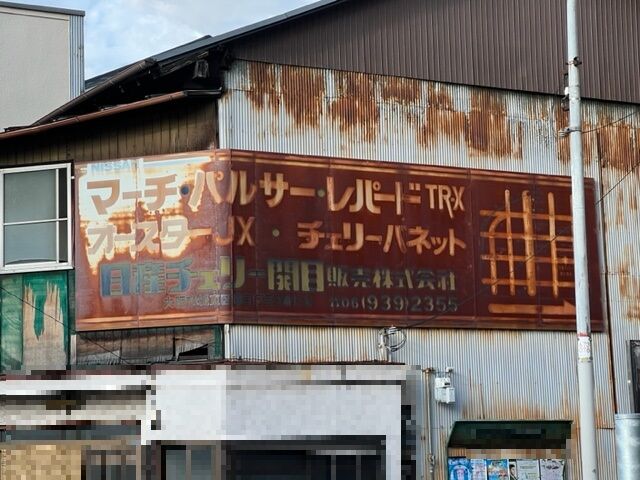 NISSAN
マーチ・パルサー・レパードTR-X
オースターJX・チェリーバネット
日産チェリー関目販売株式会社
☎06(939)2355